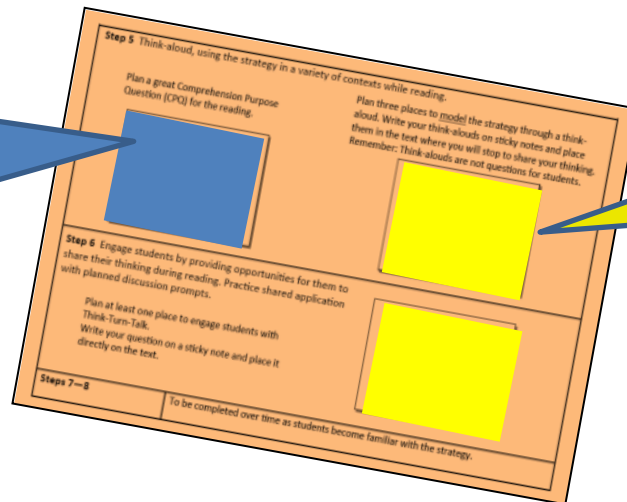 Step 5 Think-aloud, using the strategy in a variety of contexts while reading.
Plan a great Comprehension Purpose
Question (CPQ) for the reading.
Plan three places to model the strategy through a think-
aloud. Write your think-alouds on sticky notes and place
them in the text where you will stop to share your thinking.
Remember: Think-alouds are not questions for students.
Step 6 Engage students by providing opportunities for them to
share their thinking during reading. Practice shared application
with planned discussion prompts.
Plan at least one place to engage students with
Think-Turn-Talk.
Write your question on a sticky note and place it
directly on the text.
Steps 7—8
To be completed over time as students become familiar with the strategy.